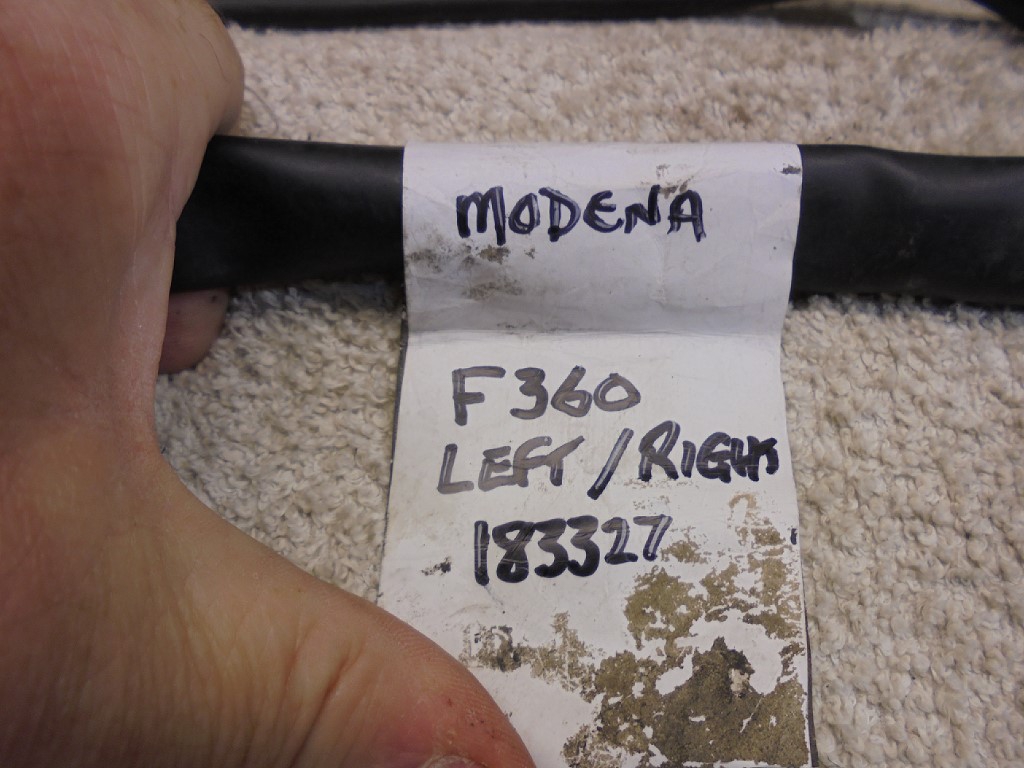 MODENA
F360
LEFT / RIGHT
183327